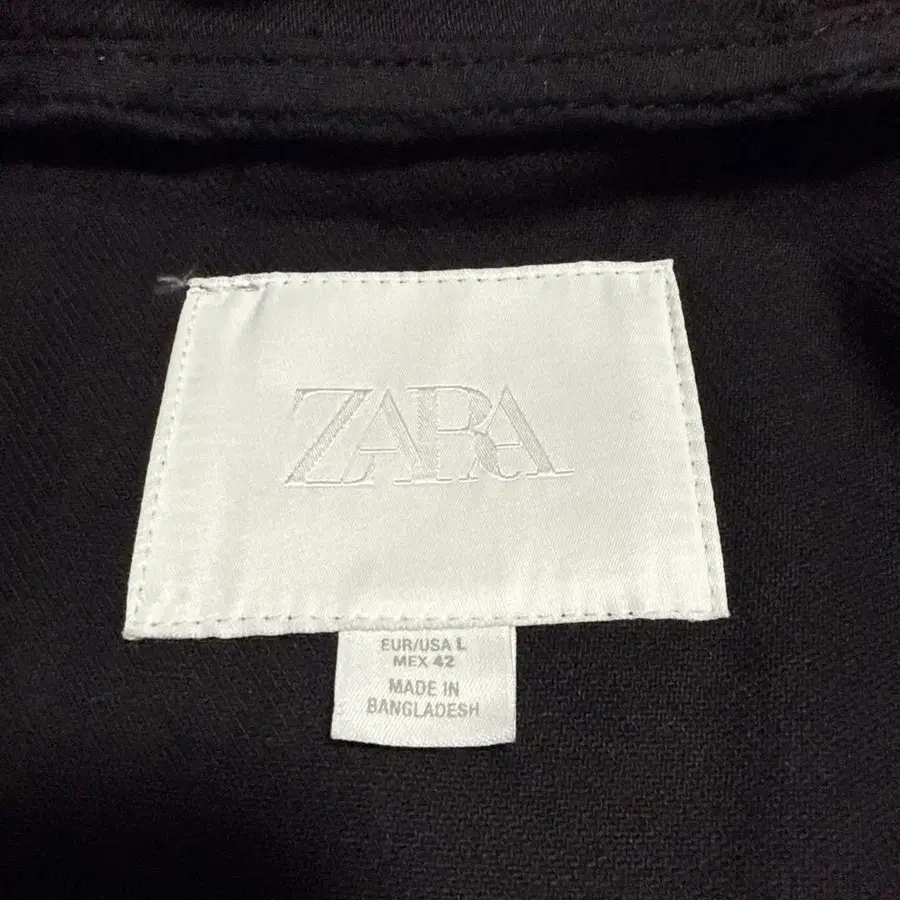 ZARA
EUR/USA L
MEX 42
MADE IN
BANGLADESH